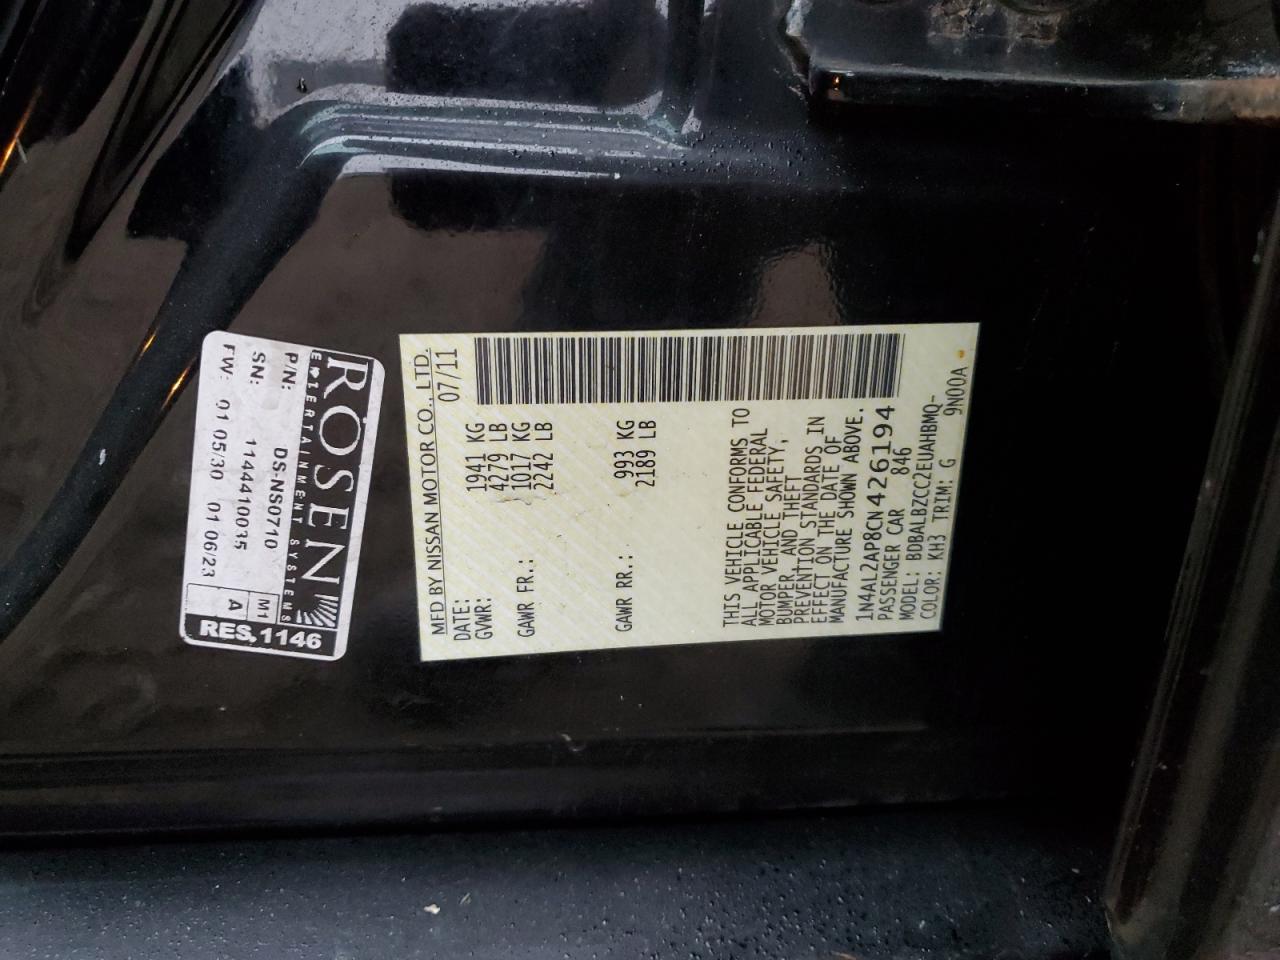 ROSEN
ENTERTAINMENT SYSTEMS
P/N: DS-NS0710
SN: 1144410035
FW: 01 05/30 01 06/23
M1
A
RES.1146
MFD BY NISSAN MOTOR CO., LTD.
DATE: 07/11
GVWR: 1941 KG
4279 LB
GAWR FR.: 1017 KG
2242 LB
GAWR RR.: 993 KG
2189 LB
THIS VEHICLE CONFORMS TO
ALL APPLICABLE FEDERAL
MOTOR VEHICLE SAFETY,
BUMPER AND THEFT
PREVENTION STANDARDS IN
EFFECT ON THE DATE OF
MANUFACTURE SHOWN ABOVE.
1N4AL2AP8CN426194
PASSENGER CAR 846
MODEL: BDBALBZCC2EUAHBMQ-
COLOR: KH3 TRIM: G 9N00A